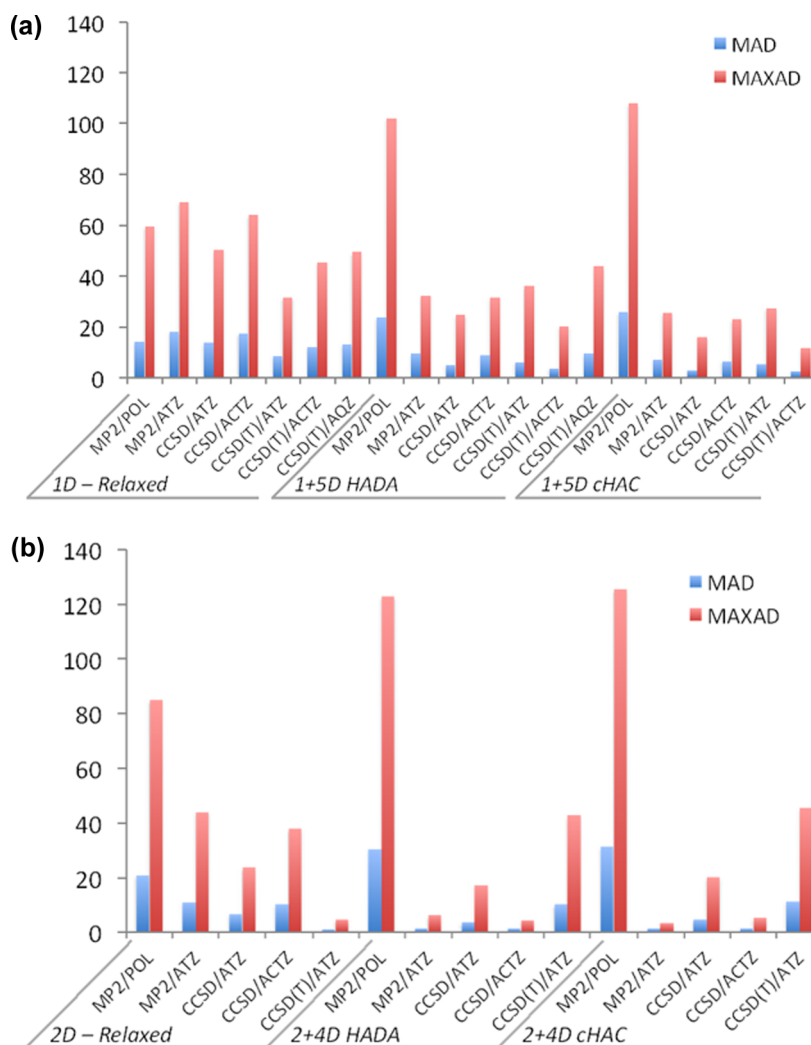 (a)
140
120
100
80
60
40
20
0
MAD
MAXAD
MP2/POL
MP2/ATZ
CCSD/ATZ
CCSD/ACTZ
CCSD(T)/ATZ
CCSD(T)/ACTZ
CCSD(T)/AQZ
MP2/POL
MP2/ATZ
CCSD/ATZ
CCSD/ACTZ
CCSD(T)/ATZ
CCSD(T)/ACTZ
CCSD(T)/AQZ
MP2/POL
MP2/ATZ
CCSD/ATZ
CCSD/ACTZ
CCSD(T)/ATZ
CCSD(T)/ACTZ
1D – Relaxed
1+5D HADA
1+5D cHAC
(b)
140
120
100
80
60
40
20
0
MAD
MAXAD
MP2/POL
MP2/ATZ
CCSD/ATZ
CCSD/ACTZ
CCSD(T)/ATZ
MP2/POL
MP2/ATZ
CCSD/ATZ
CCSD/ACTZ
CCSD(T)/ATZ
MP2/POL
MP2/ATZ
CCSD/ATZ
CCSD/ACTZ
CCSD(T)/ATZ
2D – Relaxed
2+4D HADA
2+4D cHAC